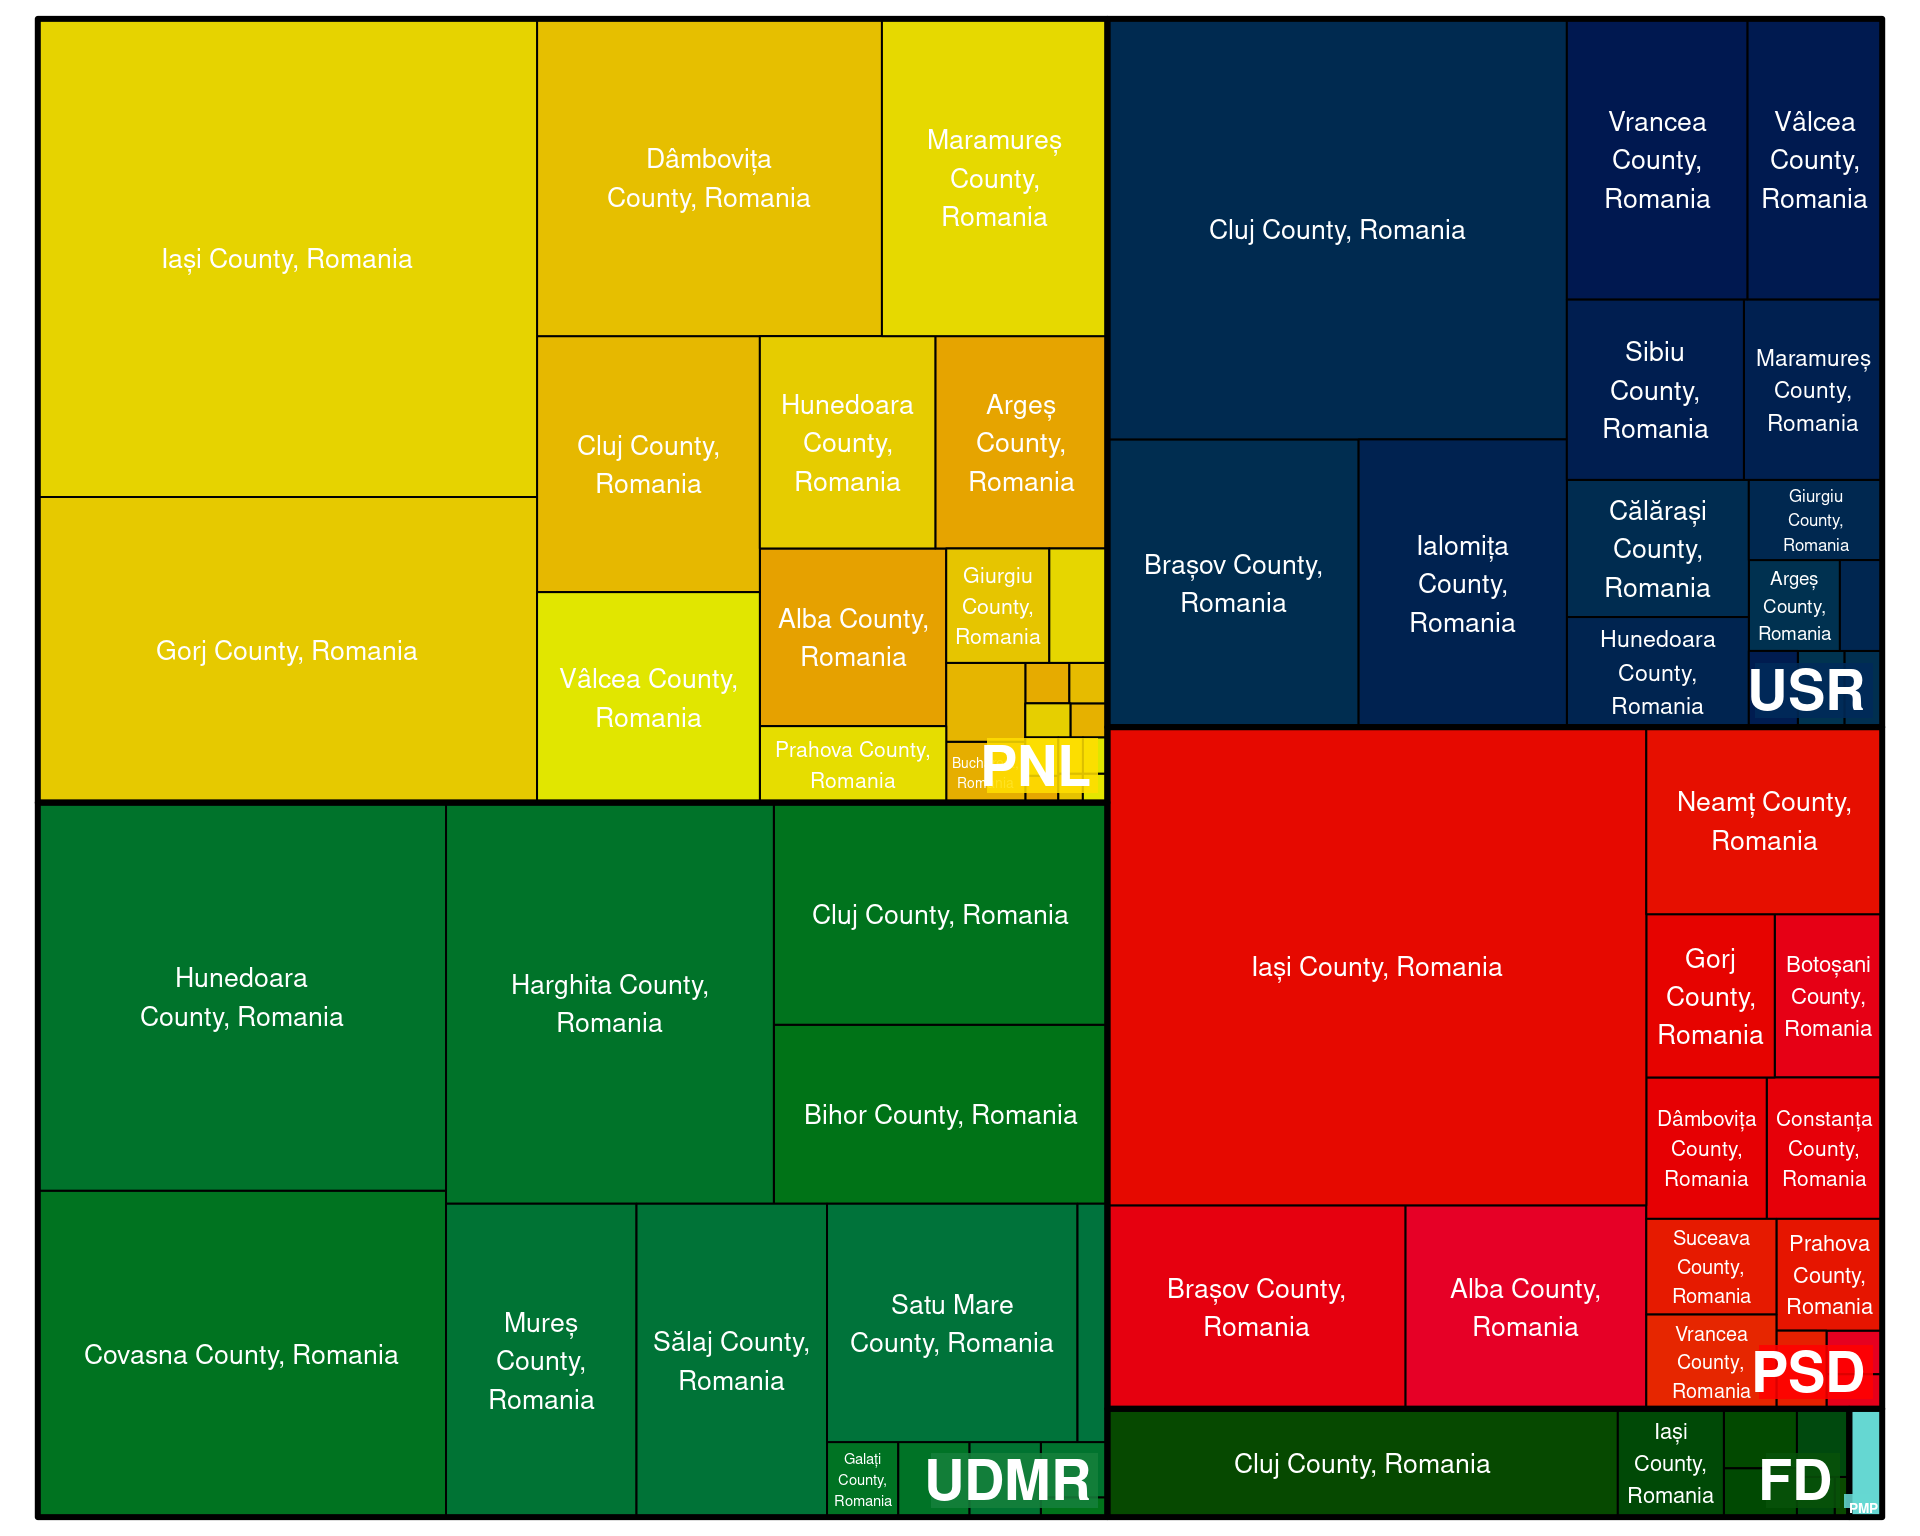 Iași County, Romania
Dâmbovița
County, Romania
Maramureș
County,
Romania
Cluj County,
Romania
Hunedoara
County,
Romania
Argeș
County,
Romania
Gorj County, Romania
Vâlcea County,
Romania
Alba County,
Romania
Giurgiu
County,
Romania
Prahova County,
Romania
PNL
Cluj County, Romania
Vrancea
County,
Romania
Vâlcea
County,
Romania
Sibiu
County,
Romania
Maramureș
County,
Romania
Brașov County,
Romania
Ialomița
County,
Romania
Călărași
County,
Romania
Giurgiu
County,
Romania
Argeș
County,
Romania
Hunedoara
County,
Romania
USR
Hunedoara
County, Romania
Harghita County,
Romania
Cluj County, Romania
Bihor County, Romania
Covasna County, Romania
Mureș
County,
Romania
Sălaj County,
Romania
Satu Mare
County, Romania
Galați
County,
Romania
UDMR
Iași County, Romania
Neamț County,
Romania
Gorj
County,
Romania
Botoșani
County,
Romania
Dâmbovița
County,
Romania
Constanța
County,
Romania
Brașov County,
Romania
Alba County,
Romania
Suceava
County,
Romania
Prahova
County,
Romania
Vrancea
County,
Romania
PSD
Cluj County, Romania
Iași
County,
Romania
FD
PMP